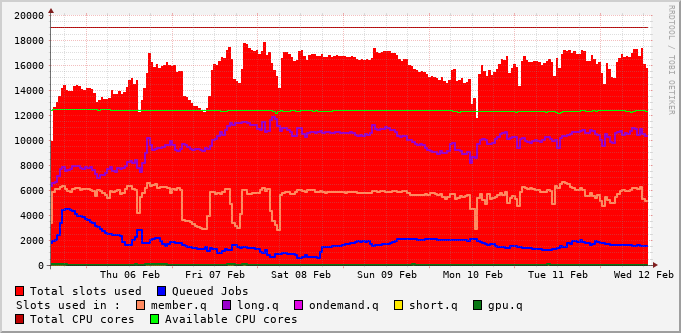 20000
18000
16000
14000
12000
10000
8000
6000
4000
2000
0
Thu 06 Feb Fri 07 Feb Sat 08 Feb Sun 09 Feb Mon 10 Feb Tue 11 Feb Wed 12 Feb
RRDTOOL / TOBI OETIKER
Total slots used Queued Jobs
Slots used in : member.q long.q ondemand.q short.q gpu.q
Total CPU cores Available CPU cores